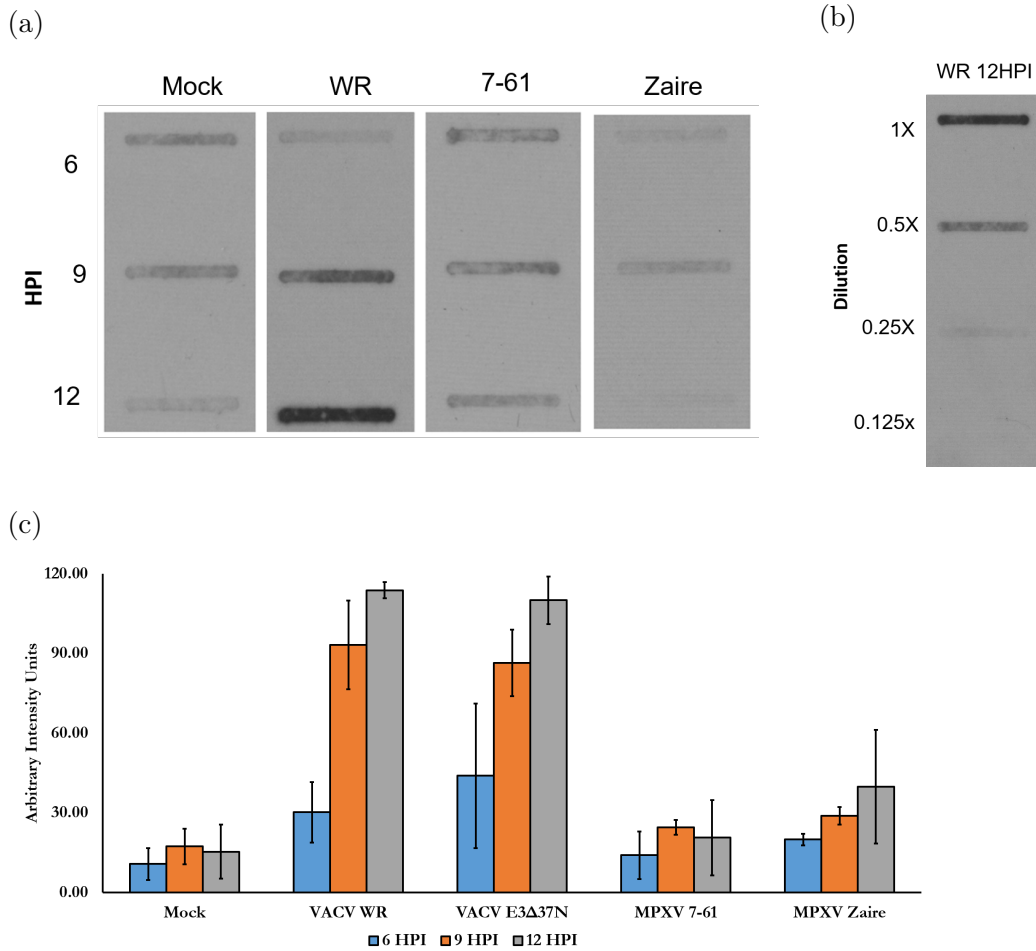 (a)
Mock WR 7-61 Zaire
6
9
12
HPI
(b)
WR 12HPI
1X
0.5X
0.25X
0.125x
Dilution
(c)
120.00
90.00
60.00
30.00
0.00
Arbitrary Intensity Units
Mock VACV WR VACV E3Δ37N MPXV 7-61 MPXV Zaire
6 HPI 9 HPI 12 HPI